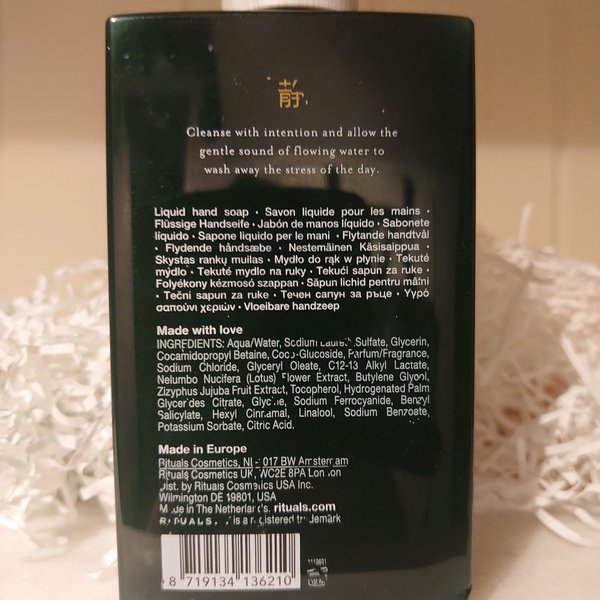 静
Cleanse with intention and allow the
gentle sound of flowing water to
wash away the stress of the day.
Liquid hand soap · Savon liquide pour les mains ·
Flüssige Handseife · Jabón de manos líquido · Sabonete
líquido · Sapone liquido per le mani · Flytande handtvål
· Flydende håndsæbe · Nestemäinen Käsisaippua ·
Skystas rankų muilas · Mydło do rąk w płynie · Tekuté
mýdlo · Tekuté mydlo na ruky · Tekući sapun za ruke ·
Folyékony kézmosó szappan · Săpun lichid pentru mâini
· Tečni sapun za ruke · Течен сапун за ръце · Υγρό
σαπούνι χεριών · Vloeibare handzeep
Made with love
INGREDIENTS: Aqua/Water, Sodium Laureth Sulfate, Glycerin,
Cocamidopropyl Betaine, Coco-Glucoside, Parfum/Fragrance,
Sodium Chloride, Glyceryl Oleate, C12-13 Alkyl Lactate,
Nelumbo Nucifera (Lotus) Flower Extract, Butylene Glycol,
Zizyphus Jujuba Fruit Extract, Tocopherol, Hydrogenated Palm
Glycerides Citrate, Glycine, Sodium Ferrocyanide, Benzyl
Salicylate, Hexyl Cinnamal, Linalool, Sodium Benzoate,
Potassium Sorbate, Citric Acid.
Made in Europe
Rituals Cosmetics, NL-1017 BW Amsterdam
Rituals Cosmetics UK, WC2E 8PA London
Dist. by Rituals Cosmetics USA Inc.
Wilmington DE 19801, USA
Made in The Netherlands. rituals.com
RITUALS. is a registered trademark
8 719134 136210